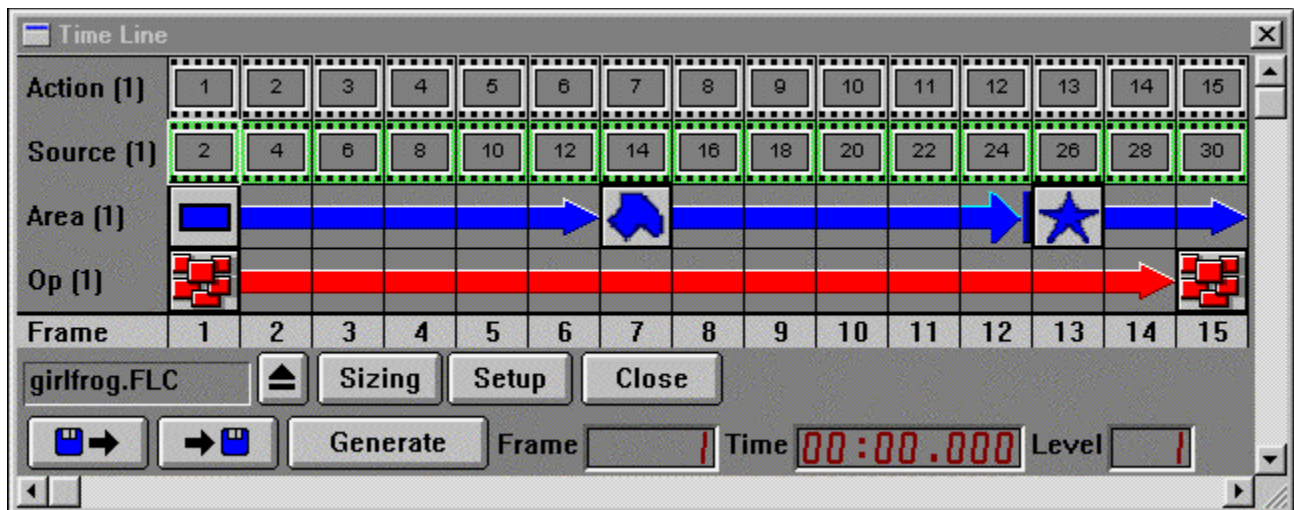 Time Line
Action (1) 1 2 3 4 5 6 7 8 9 10 11 12 13 14 15
Source (1) 2 4 6 8 10 12 14 16 18 20 22 24 26 28 30
Area (1)
Op (1)
Frame 1 2 3 4 5 6 7 8 9 10 11 12 13 14 15
girlfrog.FLC Sizing Setup Close
Generate Frame 1 Time 00:00.000 Level 1